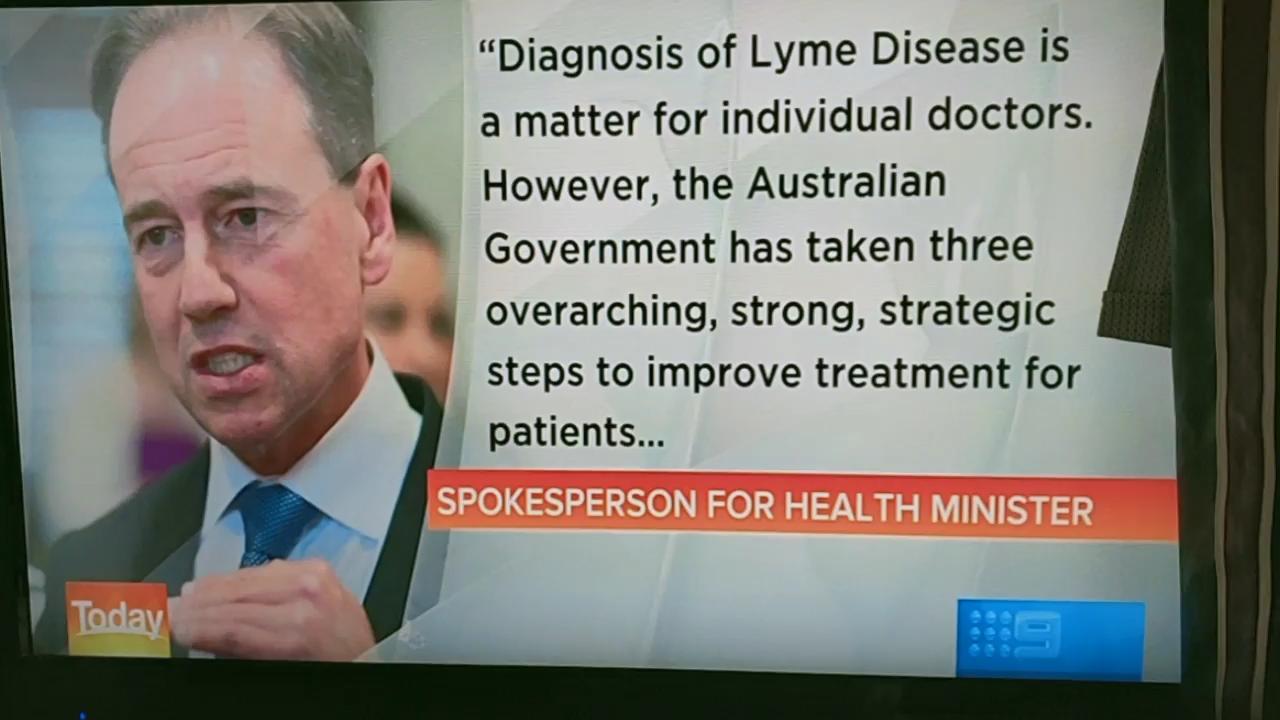 “Diagnosis of Lyme Disease is
a matter for individual doctors.
However, the Australian
Government has taken three
overarching, strong, strategic
steps to improve treatment for
patients...
SPOKESPERSON FOR HEALTH MINISTER
Today
9